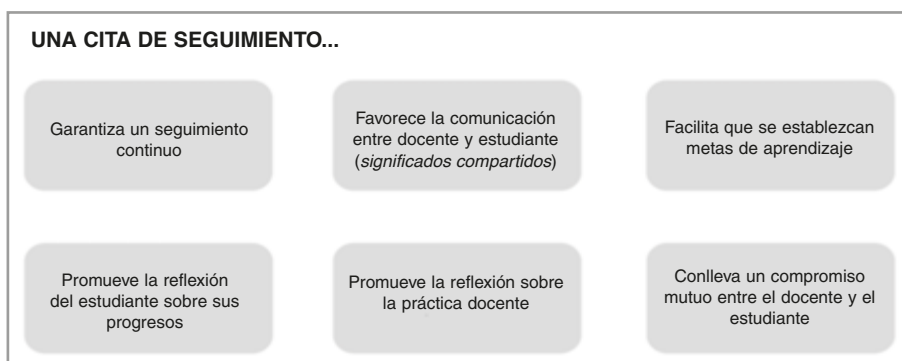 UNA CITA DE SEGUIMIENTO...
Garantiza un seguimiento
continuo
Favorece la comunicación
entre docente y estudiante
(significados compartidos)
Facilita que se establezcan
metas de aprendizaje
Promueve la reflexión
del estudiante sobre sus
progresos
Promueve la reflexión sobre
la práctica docente
Conlleva un compromiso
mutuo entre el docente y el
estudiante